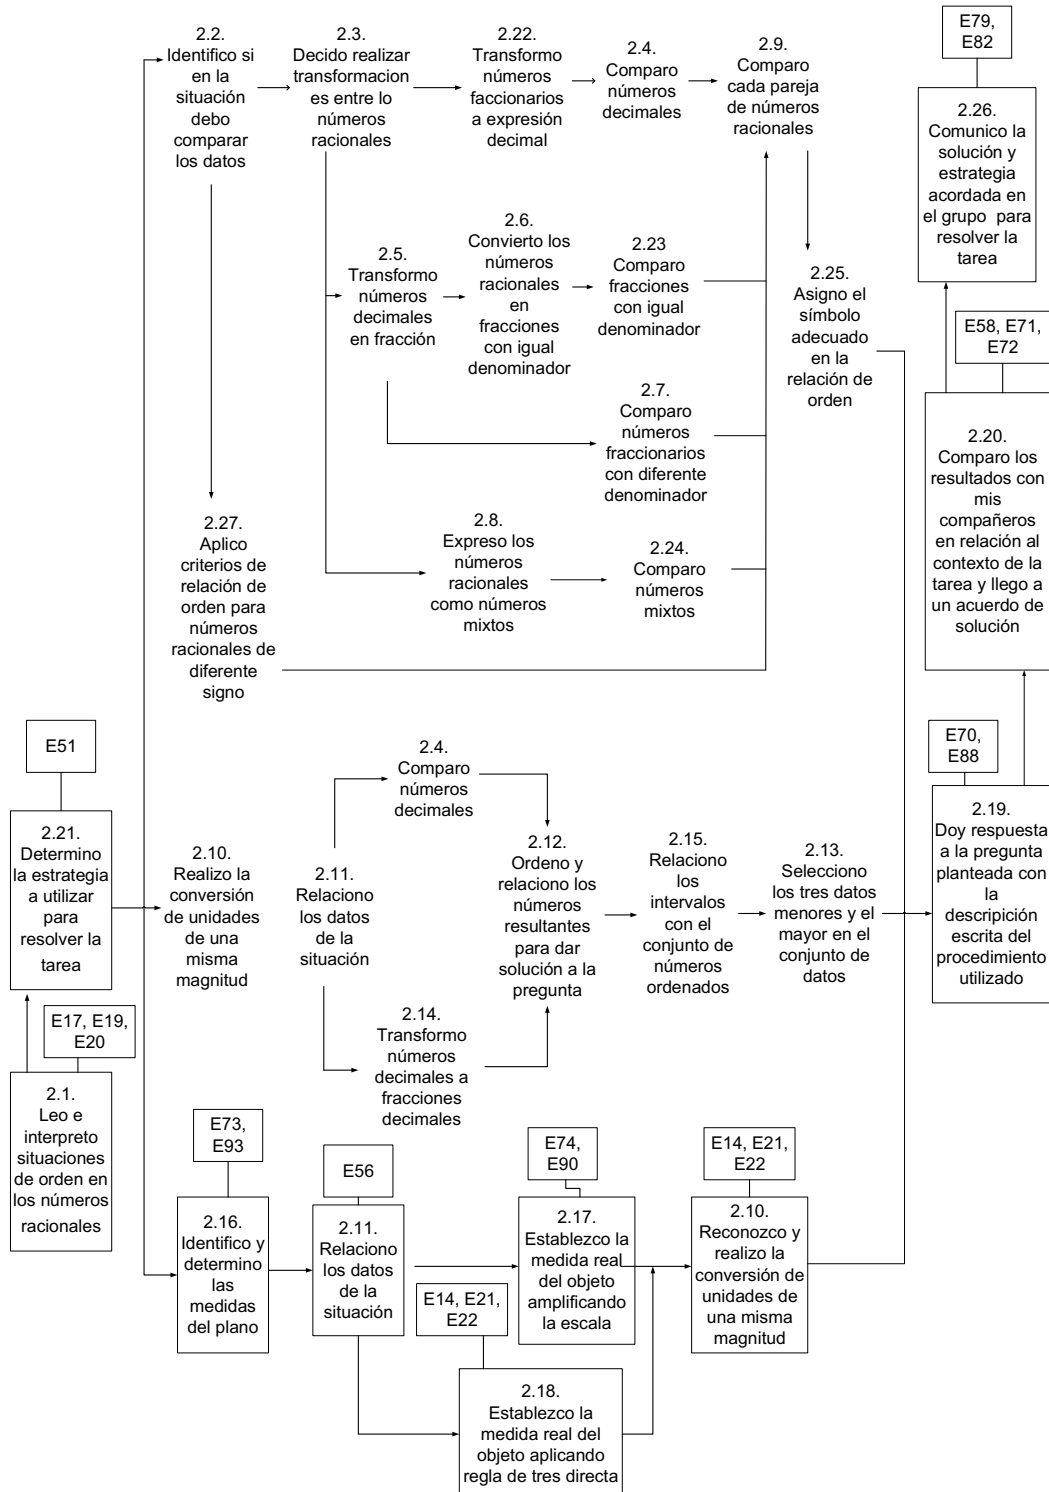 2.2.
Identifico si
en la
situación
debo
comparar
los datos
2.3.
Decido realizar
transformacion
es entre lo
números
racionales
2.22.
Transformo
números
faccionarios
a expresión
decimal
2.4.
Comparo
números
decimales
2.9.
Comparo
cada pareja
de números
racionales
E79,
E82
2.26.
Comunico la
solución y
estrategia
acordada en
el grupo para
resolver la
tarea
2.5.
Transformo
números
decimales
en fracción
2.6.
Convierto los
números
racionales
en
fracciones
con igual
denominador
2.23
Comparo
fracciones
con igual
denominador
2.25.
Asigno el
símbolo
adecuado
en la
relación de
orden
E58, E71,
E72
2.7.
Comparo
números
fraccionarios
con diferente
denominador
2.20.
Comparo los
resultados con
mis
compañeros
en relación al
contexto de la
tarea y llego a
un acuerdo de
solución
2.27.
Aplico
criterios de
relación de
orden para
números
racionales de
diferente
signo
2.8.
Expreso los
números
racionales
como números
mixtos
2.24.
Comparo
números
mixtos
E51
2.21.
Determino
la estrategia
a utilizar
para
resolver la
tarea
2.10.
Realizo la
conversión
de unidades
de una
misma
magnitud
2.11.
Relaciono
los datos
de la
situación
2.4.
Comparo
números
decimales
2.12.
Ordeno y
relaciono los
números
resultantes
para dar
solución a la
pregunta
2.15.
Relaciono
los
intervalos
con el
conjunto de
números
ordenados
2.13.
Selecciono
los tres datos
menores y el
mayor en el
conjunto de
datos
E70,
E88
2.19.
Doy respuesta
a la pregunta
planteada con
la
descripición
escrita del
procedimiento
utilizado
2.14.
Transformo
números
decimales a
fracciones
decimales
E17, E19,
E20
2.1.
Leo e
interpreto
situaciones
de orden en
los números
racionales
E73,
E93
2.16.
Identifico y
determino
las
medidas
del plano
E56
2.11.
Relaciono
los datos
de la
situación
E74,
E90
2.17.
Establezco la
medida real
del objeto
amplificando
la escala
E14, E21,
E22
2.10.
Reconozco y
realizo la
conversión de
unidades de
una misma
magnitud
E14, E21,
E22
2.18.
Establezco la
medida real del
objeto aplicando
regla de tres directa